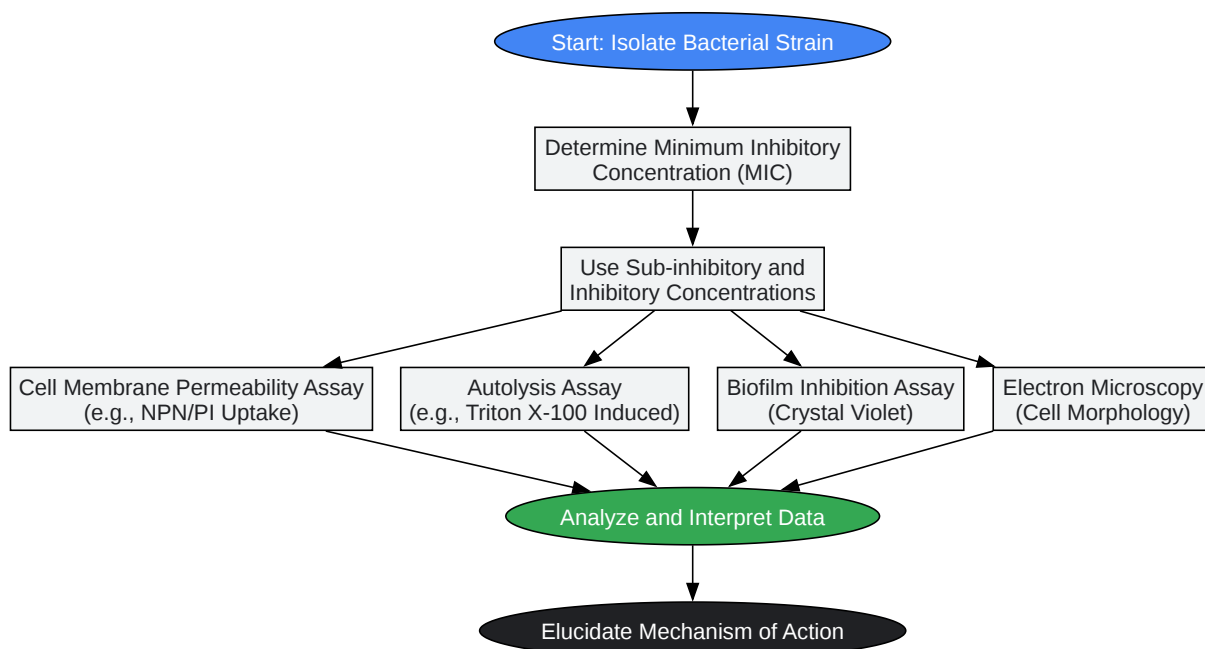 Start: Isolate Bacterial Strain
Determine Minimum Inhibitory
Concentration (MIC)
Use Sub-inhibitory and
Inhibitory Concentrations
Cell Membrane Permeability Assay
(e.g., NPN/PI Uptake)
Autolysis Assay
(e.g., Triton X-100 Induced)
Biofilm Inhibition Assay
(Crystal Violet)
Electron Microscopy
(Cell Morphology)
Analyze and Interpret Data
Elucidate Mechanism of Action